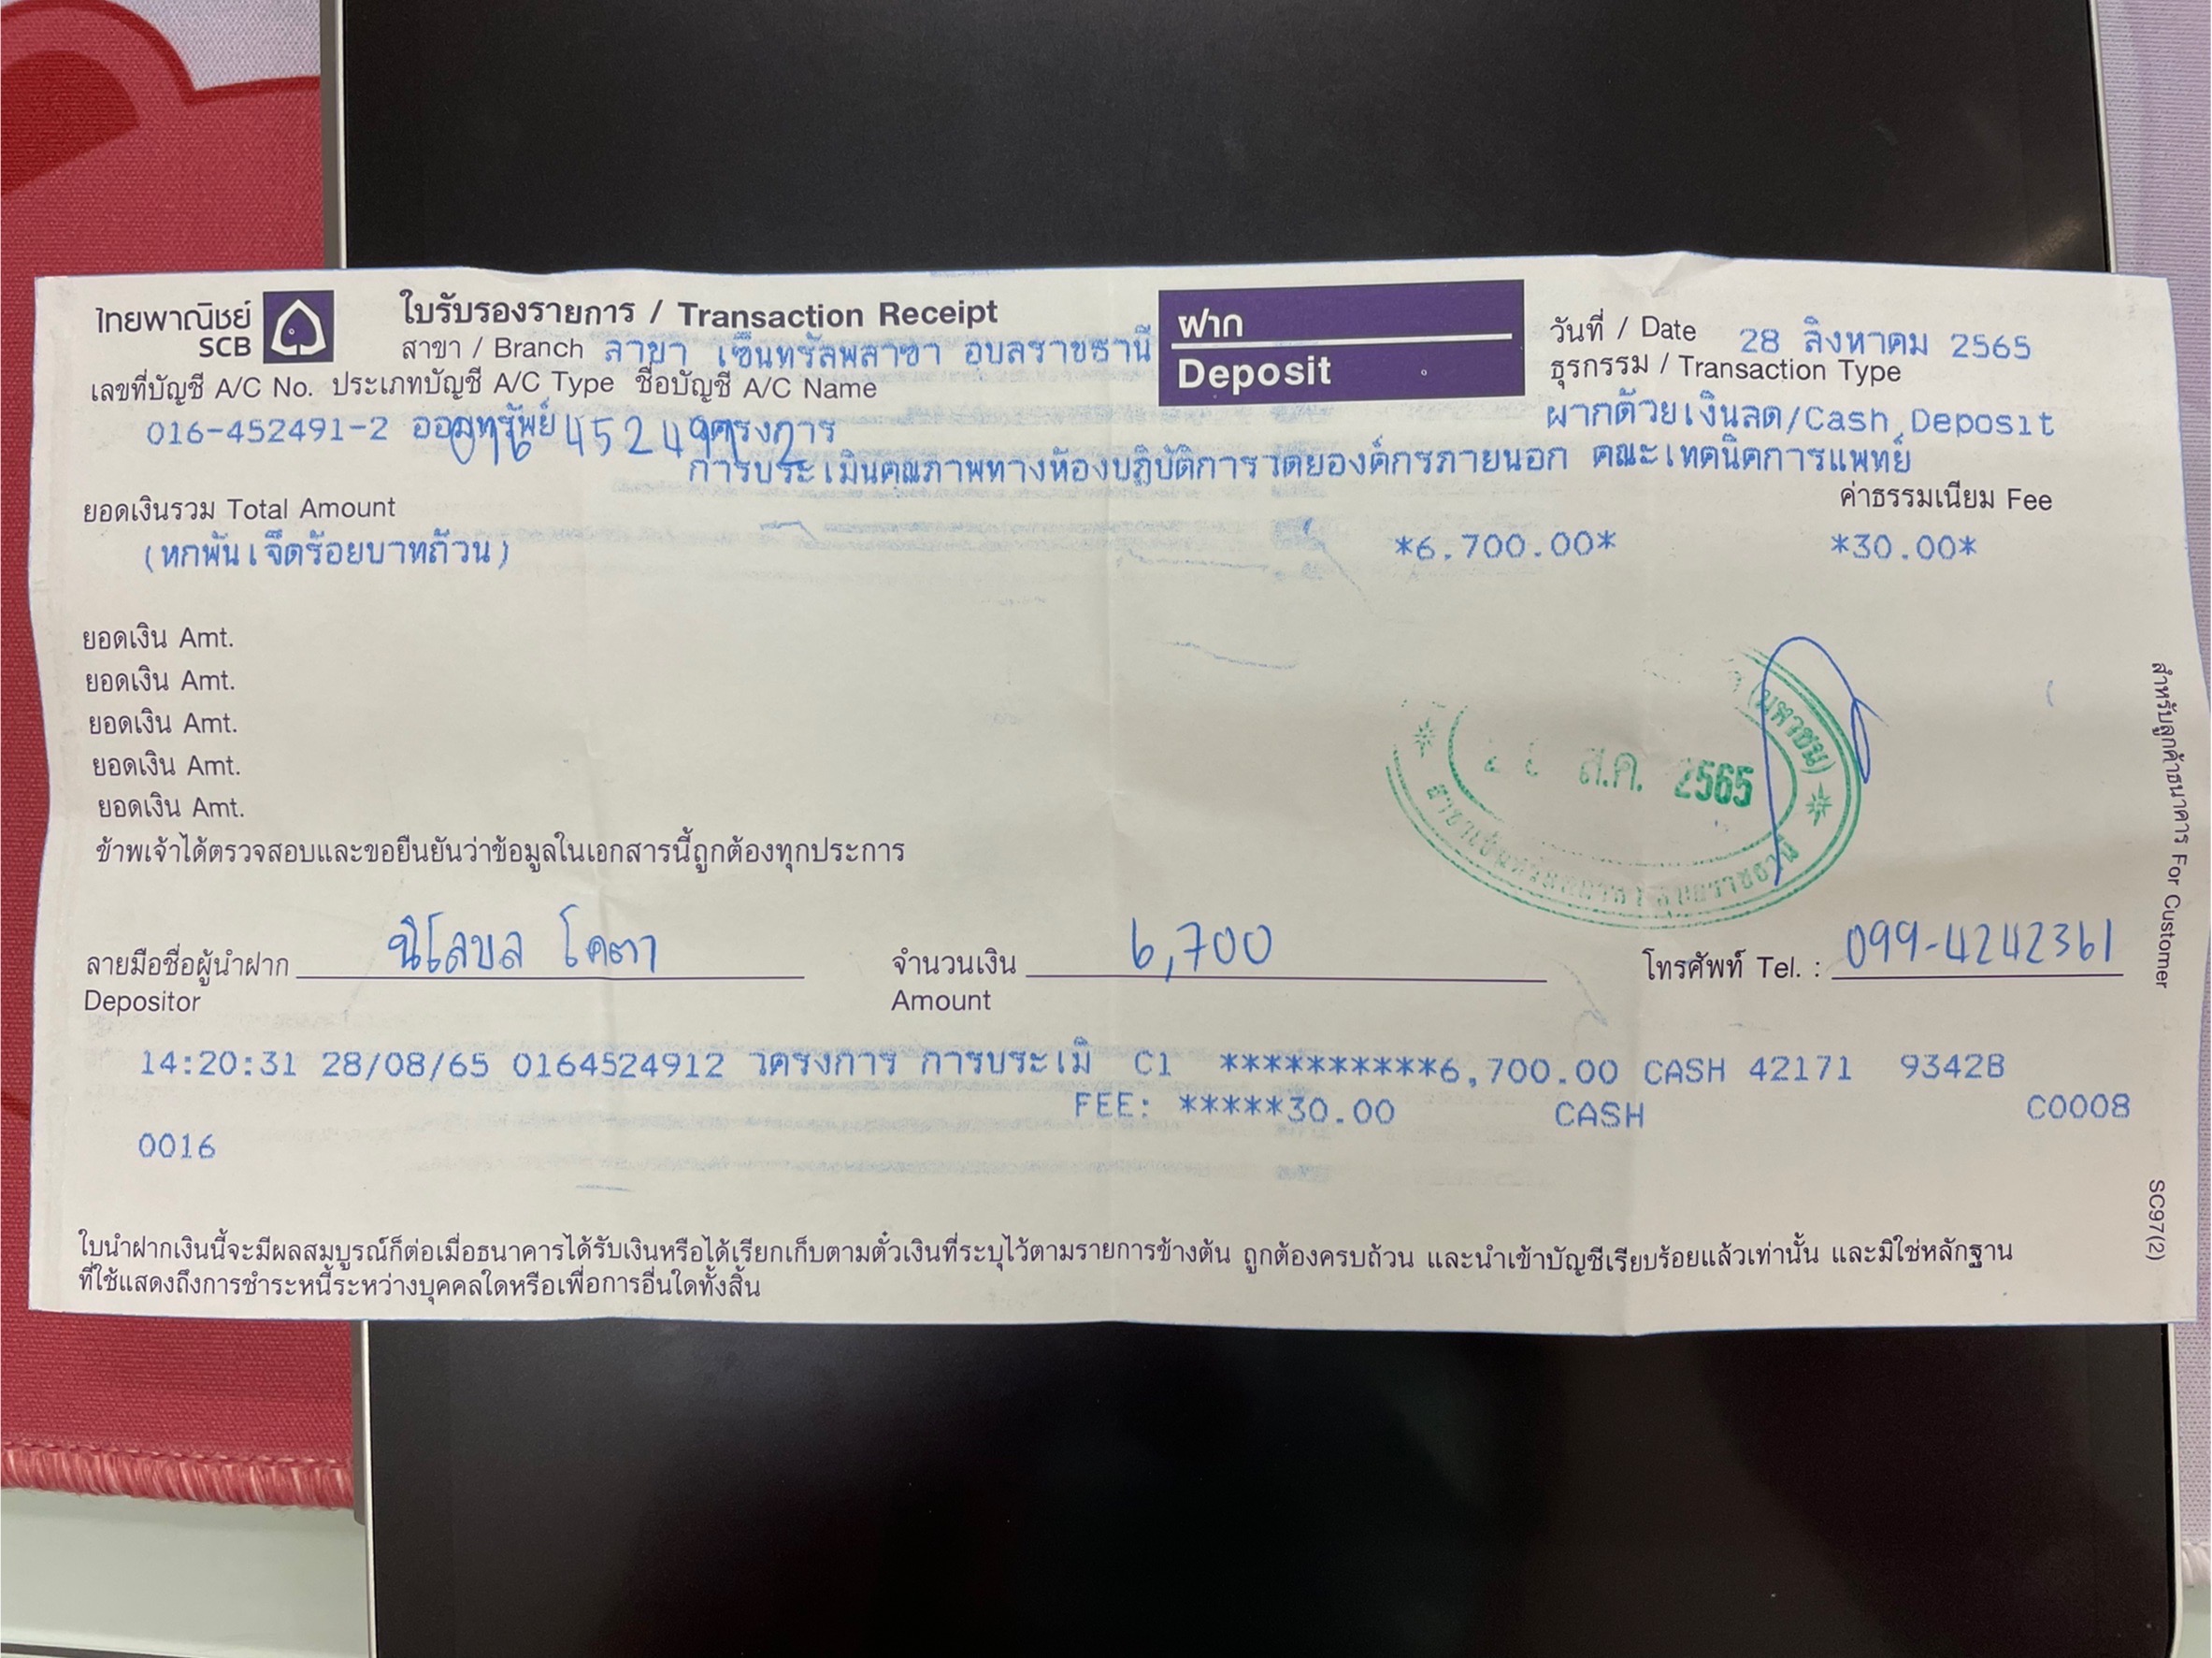 ไทยพาณิชย์
SCB
ใบรับรองรายการ / Transaction Receipt
สาขา / Branch สาขา เซ็นทรัลพลาซา อุบลราชธานี
ฝาก
Deposit
วันที่ / Date 28 สิงหาคม 2565
ธุรกรรม / Transaction Type
ฝากด้วยเงินสด/Cash Deposit
เลขที่บัญชี A/C No. ประเภทบัญชี A/C Type ชื่อบัญชี A/C Name
016-452491-2 ออมทรัพย์ โครงการ
016 452491 2
การประเมินคุณภาพทางห้องปฏิบัติการโดยองค์กรภายนอก คณะเทคนิคการแพทย์
ยอดเงินรวม Total Amount
ค่าธรรมเนียม Fee
(หกพันเจ็ดร้อยบาทถ้วน) *6,700.00* *30.00*
ยอดเงิน Amt.
ยอดเงิน Amt.
ยอดเงิน Amt.
ยอดเงิน Amt.
ยอดเงิน Amt.
(มหาชน)
ส.ค. 2565
ข้าพเจ้าได้ตรวจสอบและขอยืนยันว่าข้อมูลในเอกสารนี้ถูกต้องทุกประการ
ลายมือชื่อผู้นำฝาก นิโลบล โคตา จำนวนเงิน 6,700 โทรศัพท์ Tel. : 099-4242361
Depositor Amount
14:20:31 28/08/65 0164524912 โครงการ การประเมิ C1 **********6,700.00 CASH 42171 9342B
FEE: *****30.00 CASH C0008
0016
ใบนำฝากเงินนี้จะมีผลสมบูรณ์ก็ต่อเมื่อธนาคารได้รับเงินหรือได้เรียกเก็บตามตั๋วเงินที่ระบุไว้ตามรายการข้างต้น ถูกต้องครบถ้วน และนำเข้าบัญชีเรียบร้อยแล้วเท่านั้น และมิใช่หลักฐาน
ที่ใช้แสดงถึงการชำระหนี้ระหว่างบุคคลใดหรือเพื่อการอื่นใดทั้งสิ้น
สำหรับลูกค้าธนาคาร For Customer
SC97(2)